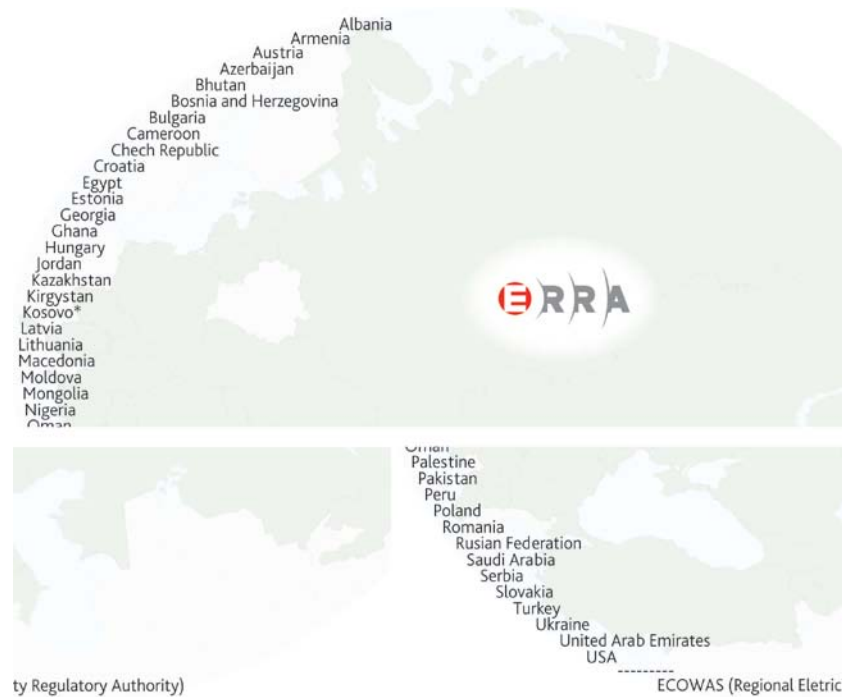 Albania
Armenia
Austria
Azerbaijan
Bhutan
Bosnia and Herzegovina
Bulgaria
Cameroon
Chech Republic
Croatia
Egypt
Estonia
Georgia
Ghana
Hungary
Jordan
Kazakhstan
Kirgystan
Kosovo*
Latvia
Lithuania
Macedonia
Moldova
Mongolia
Nigeria
Oman
ERRA
Oman
Palestine
Pakistan
Peru
Poland
Romania
Rusian Federation
Saudi Arabia
Serbia
Slovakia
Turkey
Ukraine
United Arab Emirates
USA
---------
ty Regulatory Authority)
ECOWAS (Regional Eletric